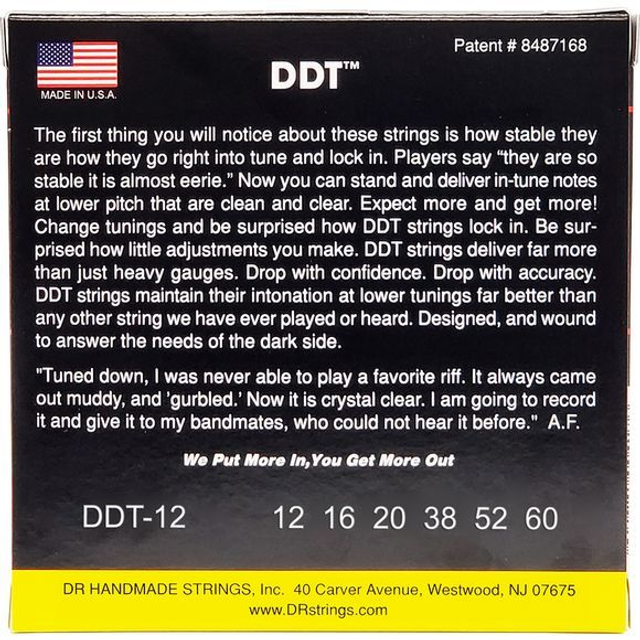 Patent # 8487168
MADE IN U.S.A.
DDT™
The first thing you will notice about these strings is how stable they
are how they go right into tune and lock in. Players say “they are so
stable it is almost eerie.” Now you can stand and deliver in-tune notes
at lower pitch that are clean and clear. Expect more and get more!
Change tunings and be surprised how DDT strings lock in. Be sur-
prised how little adjustments you make. DDT strings deliver far more
than just heavy gauges. Drop with confidence. Drop with accuracy.
DDT strings maintain their intonation at lower tunings far better than
any other string we have ever played or heard. Designed, and wound
to answer the needs of the dark side.
"Tuned down, I was never able to play a favorite riff. It always came
out muddy, and 'gurbled.' Now it is crystal clear. I am going to record
it and give it to my bandmates, who could not hear it before." A.F.
We Put More In,You Get More Out
DDT-12 12 16 20 38 52 60
DR HANDMADE STRINGS, Inc. 40 Carver Avenue, Westwood, NJ 07675
www.DRstrings.com